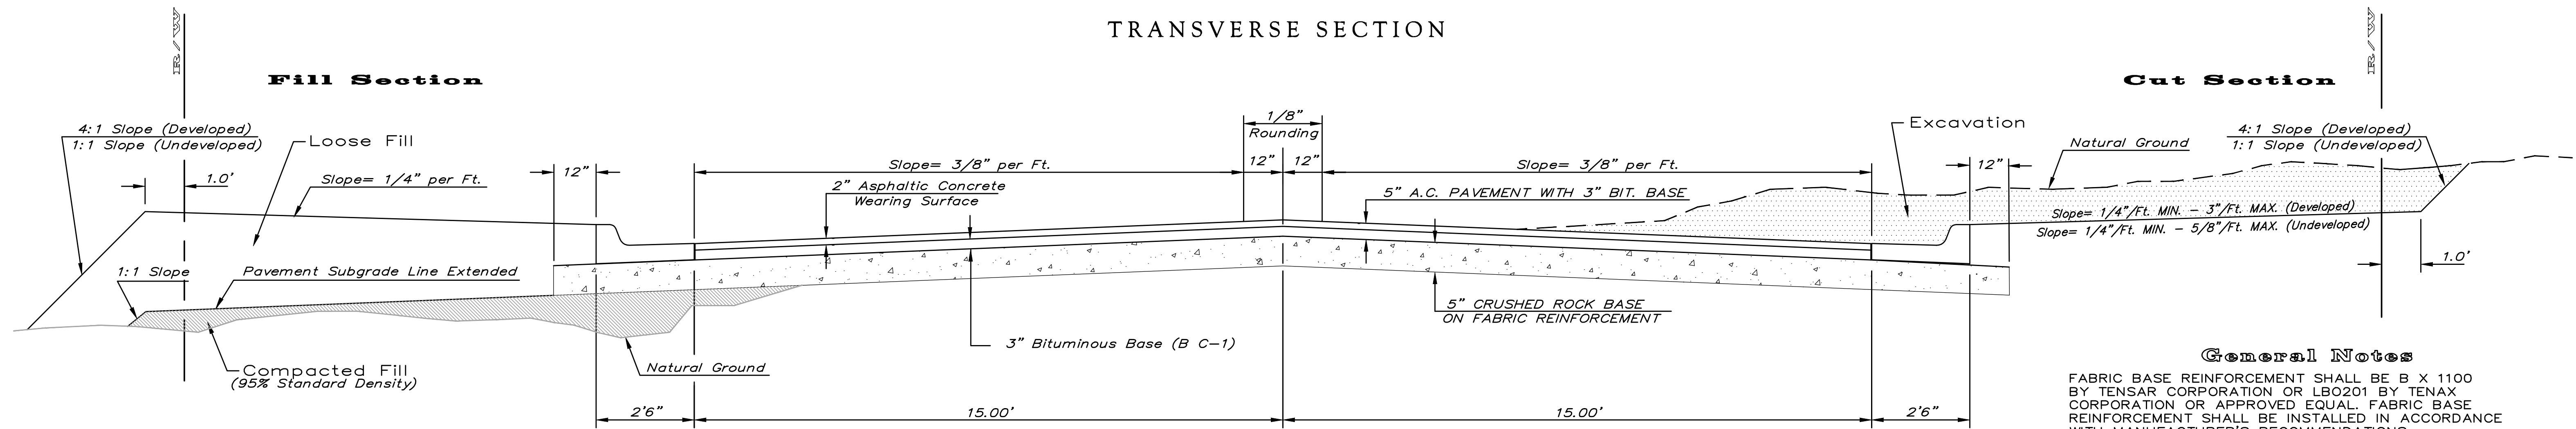 TRANSVERSE SECTION
R/W
R/W
Fill Section
Cut Section
4:1 Slope (Developed)
1:1 Slope (Undeveloped)
Loose Fill
1.0'
Slope= 1/4" per Ft.
12"
Slope= 3/8" per Ft.
1/8"
Rounding
12"
12"
Slope= 3/8" per Ft.
2" Asphaltic Concrete
Wearing Surface
5" A.C. PAVEMENT WITH 3" BIT. BASE
Excavation
12"
Natural Ground
4:1 Slope (Developed)
1:1 Slope (Undeveloped)
Slope= 1/4"/Ft. MIN. - 3"/Ft. MAX. (Developed)
Slope= 1/4"/Ft. MIN. - 5/8"/Ft. MAX. (Undeveloped)
1.0'
1:1 Slope
Pavement Subgrade Line Extended
5" CRUSHED ROCK BASE
ON FABRIC REINFORCEMENT
3" Bituminous Base (B C-1)
Compacted Fill
(95% Standard Density)
Natural Ground
2'6"
15.00'
15.00'
2'6"
General Notes
FABRIC BASE REINFORCEMENT SHALL BE B X 1100
BY TENSAR CORPORATION OR LBO201 BY TENAX
CORPORATION OR APPROVED EQUAL. FABRIC BASE
REINFORCEMENT SHALL BE INSTALLED IN ACCORDANCE
WITH MANUFACTURER'S RECOMMENDATIONS